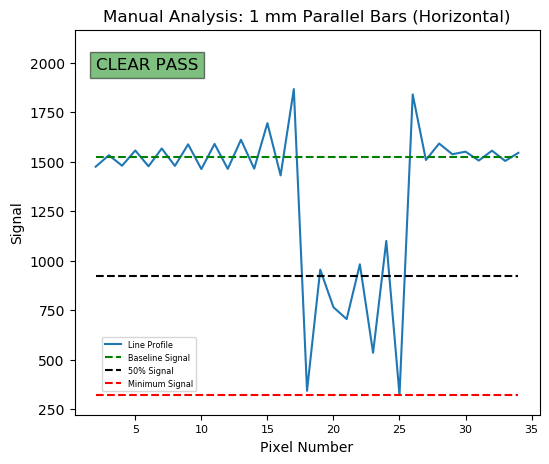 Manual Analysis: 1 mm Parallel Bars (Horizontal)
CLEAR PASS
2000
1750
1500
1250
1000
750
500
250
Signal
Line Profile
Baseline Signal
50% Signal
Minimum Signal
5 10 15 20 25 30 35
Pixel Number